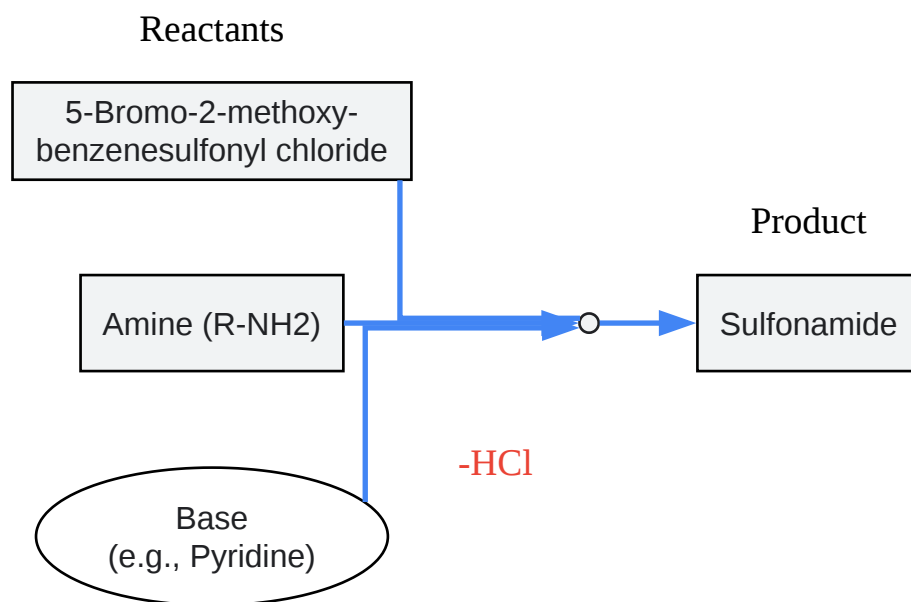 Reactants
5-Bromo-2-methoxy-
benzenesulfonyl chloride
Product
Amine (R-NH2)
Sulfonamide
-HCl
Base
(e.g., Pyridine)